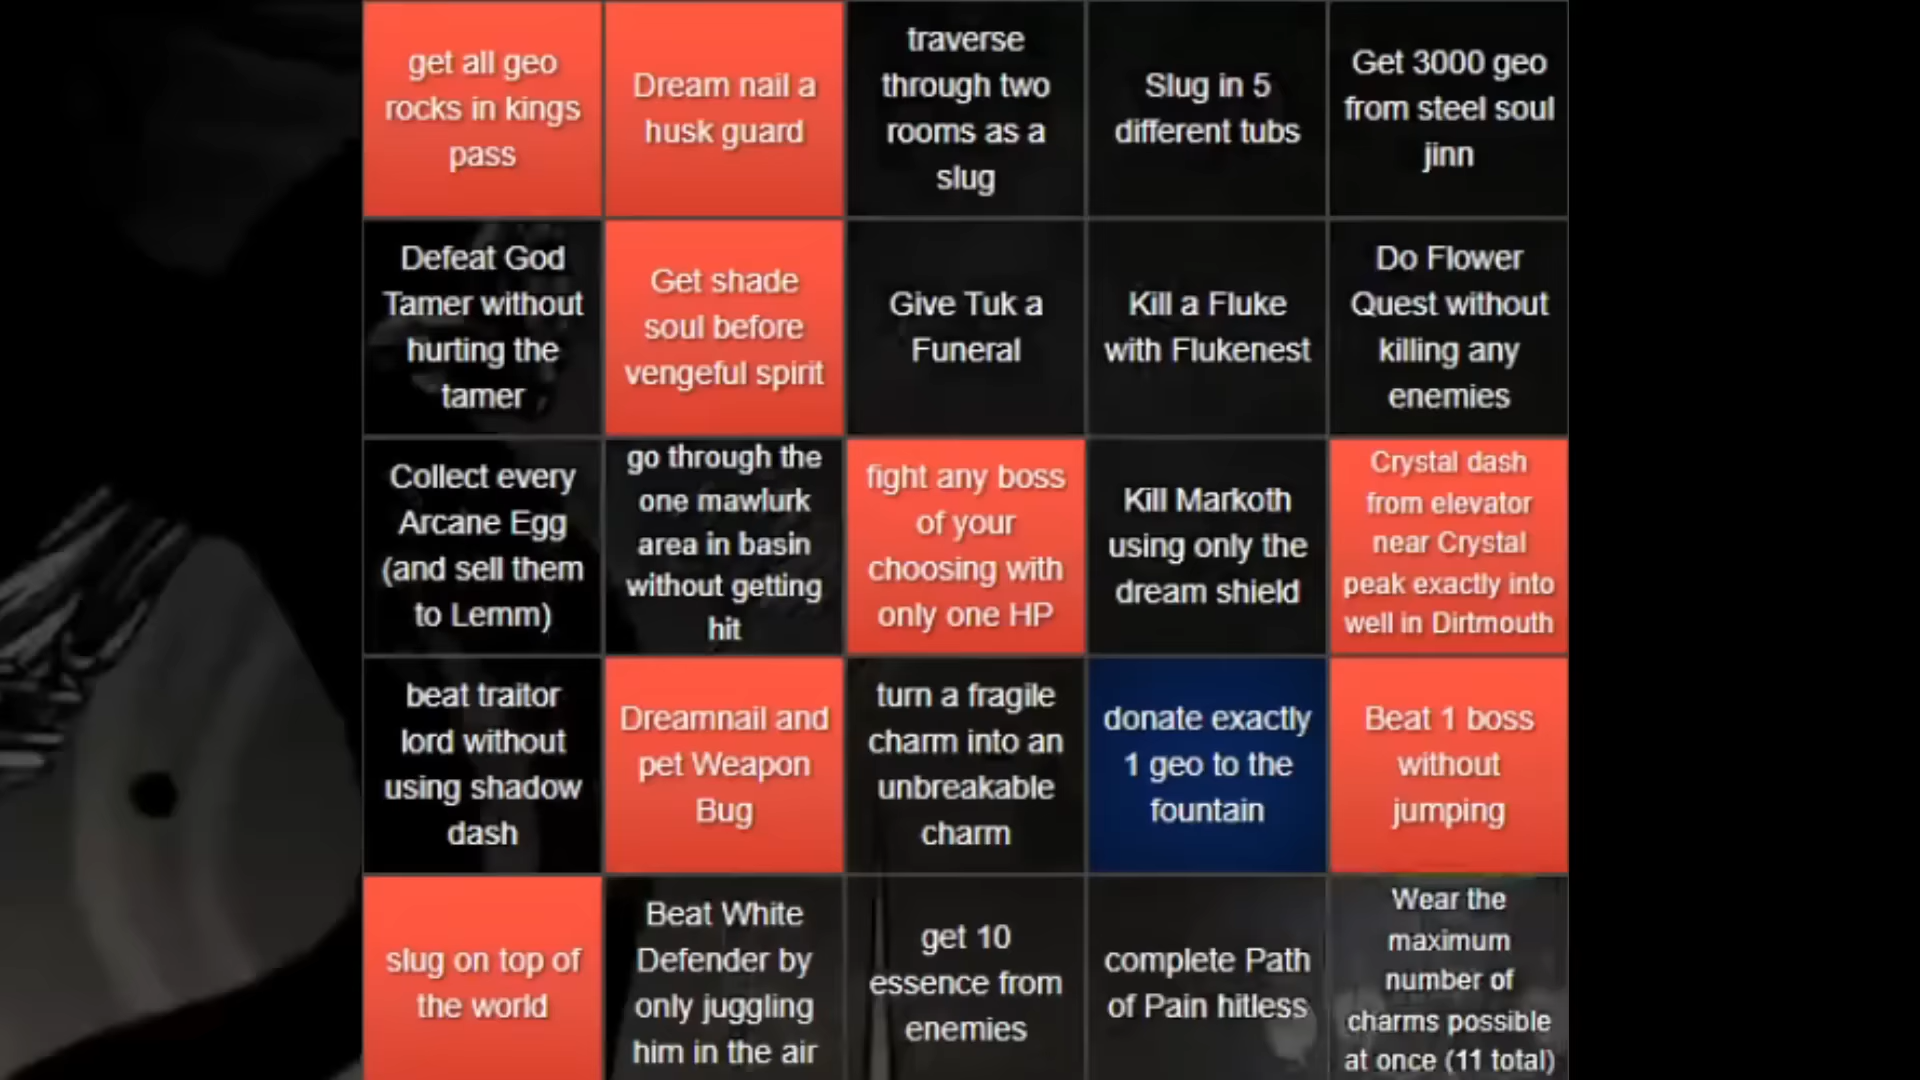 get all geo
rocks in kings
pass
Dream nail a
husk guard
traverse
through two
rooms as a
slug
Slug in 5
different tubs
Get 3000 geo
from steel soul
jinn
Defeat God
Tamer without
hurting the
tamer
Get shade
soul before
vengeful spirit
Give Tuk a
Funeral
Kill a Fluke
with Flukenest
Do Flower
Quest without
killing any
enemies
Collect every
Arcane Egg
(and sell them
to Lemm)
go through the
one mawlurk
area in basin
without getting
hit
fight any boss
of your
choosing with
only one HP
Kill Markoth
using only the
dream shield
Crystal dash
from elevator
near Crystal
peak exactly into
well in Dirtmouth
beat traitor
lord without
using shadow
dash
Dreamnail and
pet Weapon
Bug
turn a fragile
charm into an
unbreakable
charm
donate exactly
1 geo to the
fountain
Beat 1 boss
without
jumping
slug on top of
the world
Beat White
Defender by
only juggling
him in the air
get 10
essence from
enemies
complete Path
of Pain hitless
Wear the
maximum
number of
charms possible
at once (11 total)